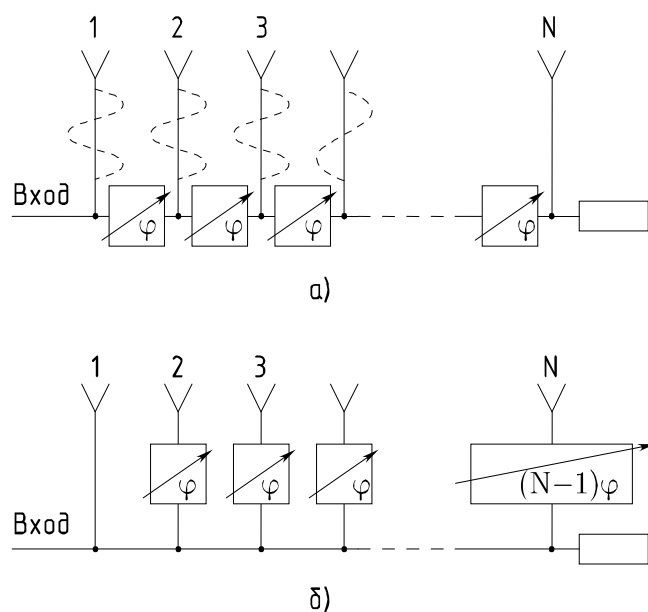 1 2 3 N
Вход
φ φ φ φ
а)
1 2 3 N
φ φ φ (N−1)φ
Вход
б)